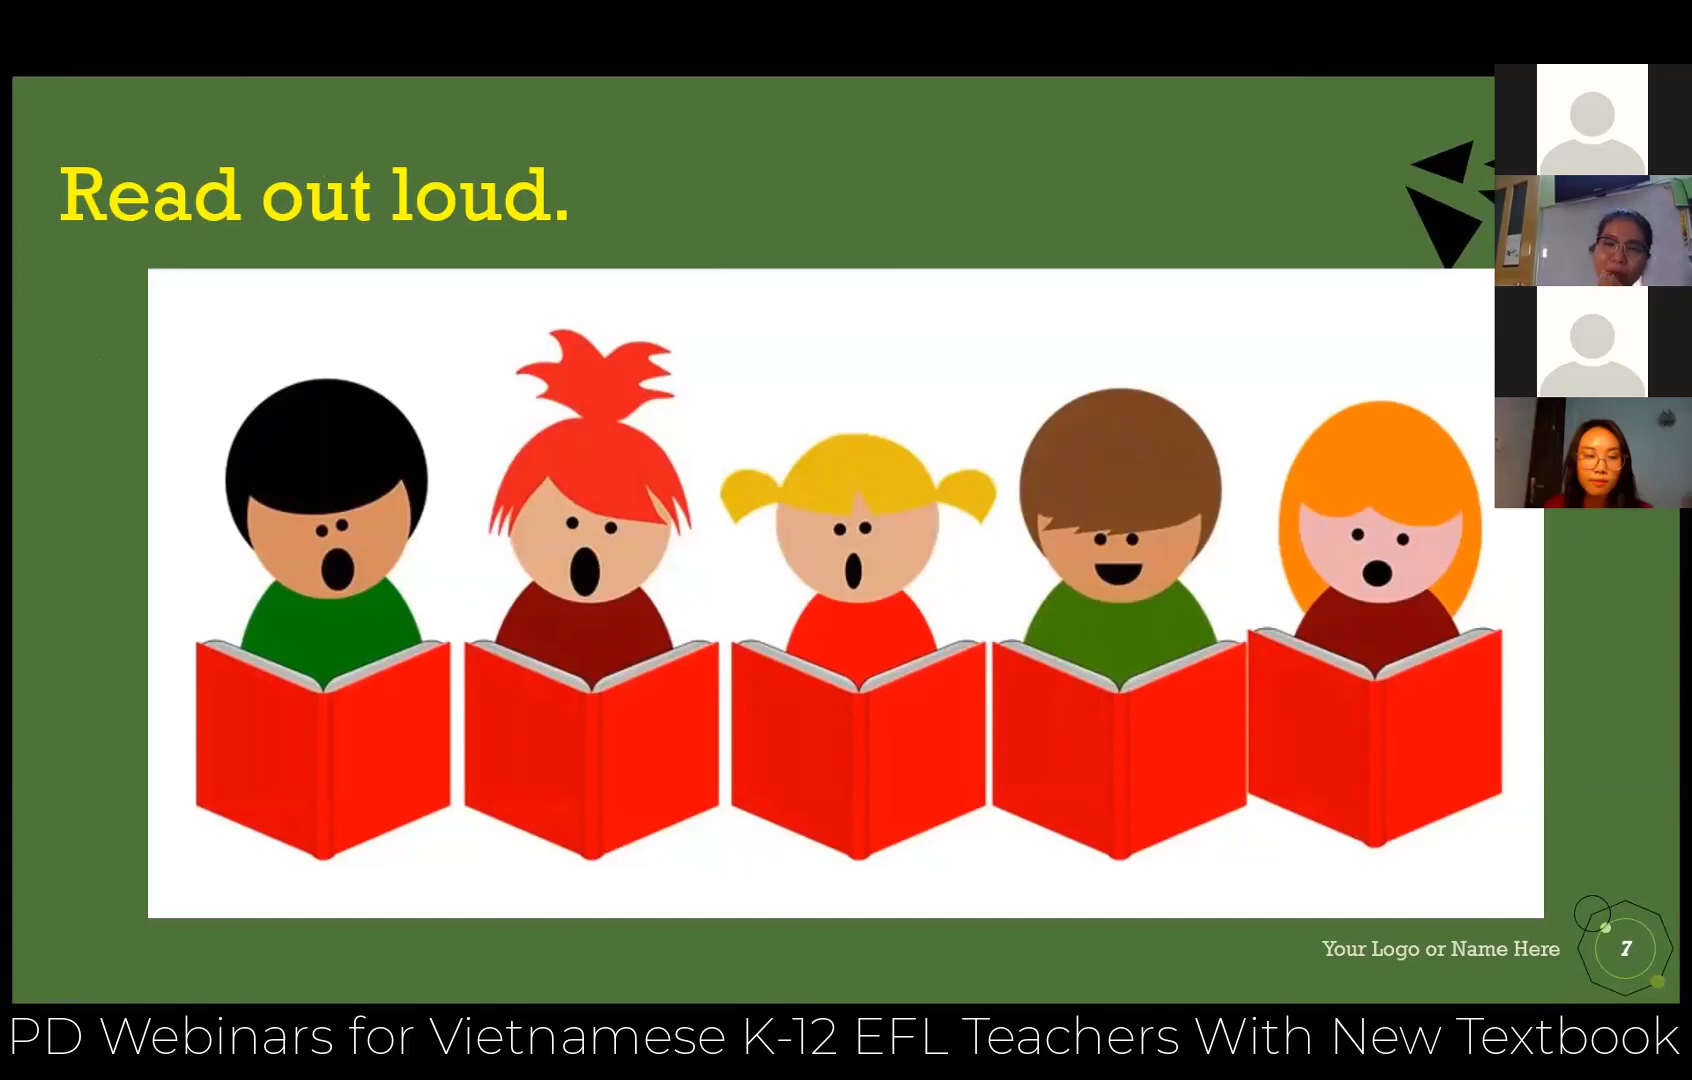 Read out loud.
Your Logo or Name Here
7
PD Webinars for Vietnamese K-12 EFL Teachers With New Textbook